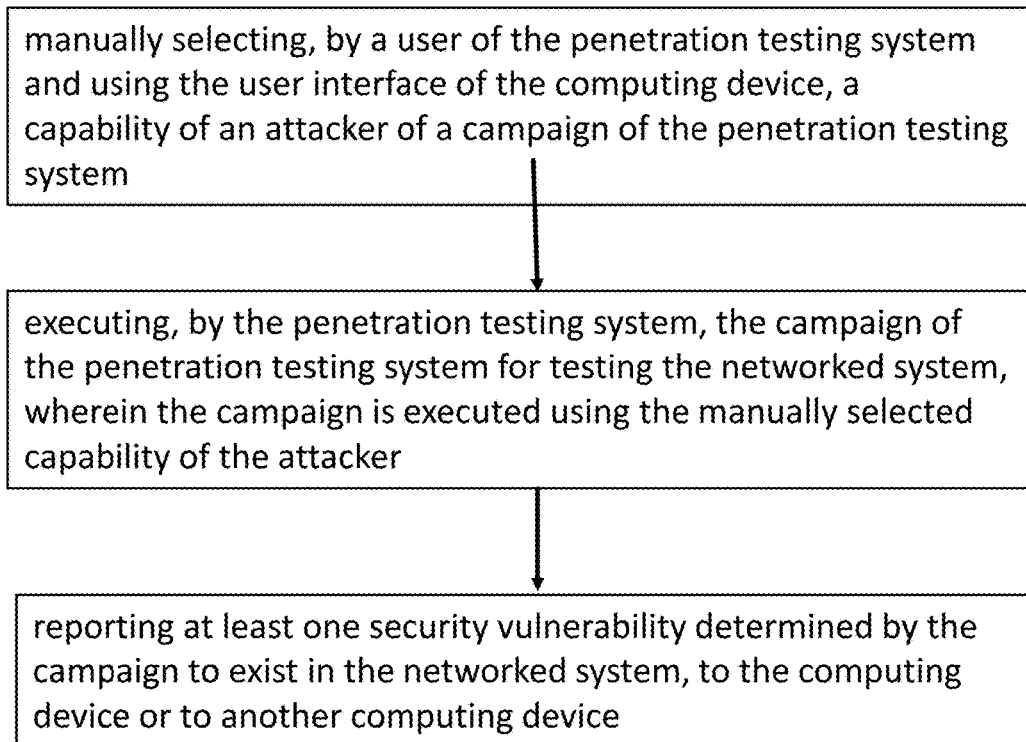 manually selecting, by a user of the penetration testing system
and using the user interface of the computing device, a
capability of an attacker of a campaign of the penetration testing
system
executing, by the penetration testing system, the campaign of
the penetration testing system for testing the networked system,
wherein the campaign is executed using the manually selected
capability of the attacker
reporting at least one security vulnerability determined by the
campaign to exist in the networked system, to the computing
device or to another computing device